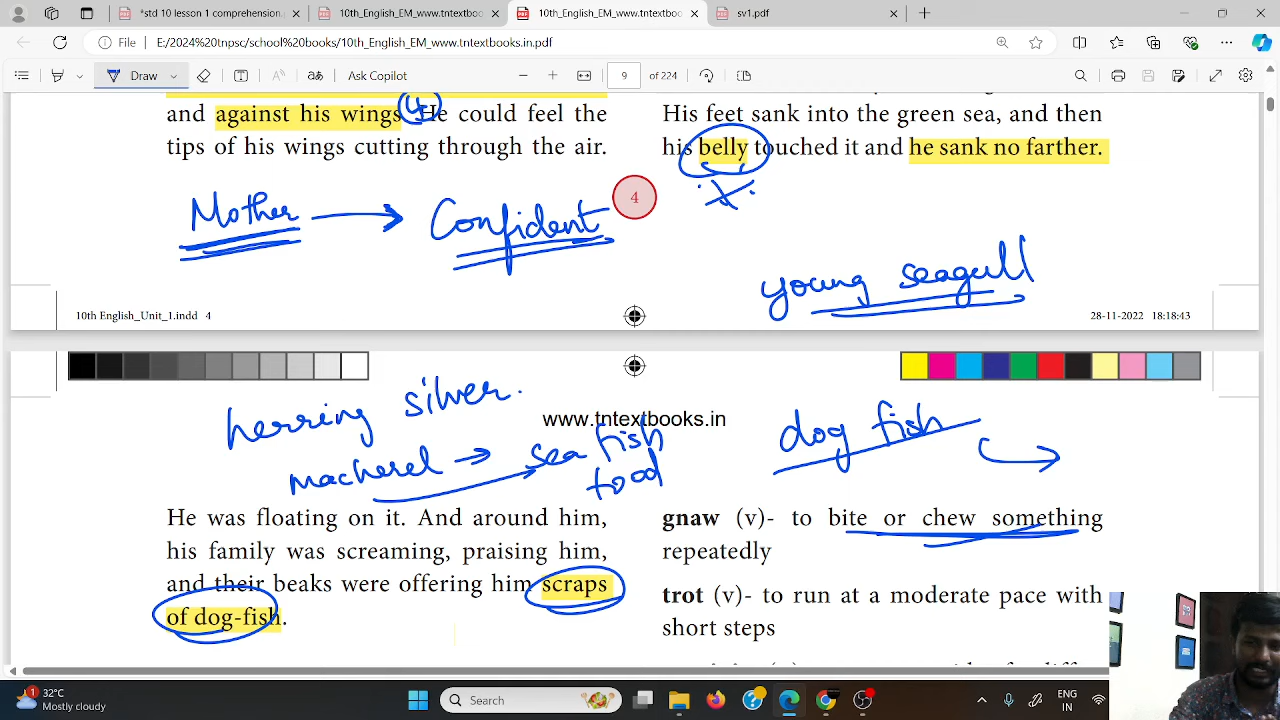 *std 10 lesson 1 comprehension.
10th_English_EM_www.tntextbooks
10th_English_EM_www.tntextbooks
sv1.pdf
File
E:/2024%20tnpsc/school%20books/10th_English_EM_www.tntextbooks.in.pdf
Draw
Ask Copilot
9 of 224
and against his wings. He could feel the
4
tips of his wings cutting through the air.
His feet sank into the green sea, and then
his belly touched it and he sank no farther.
4
Mother
Confident
young seagull
10th English_Unit_1.indd 4
28-11-2022 18:18:43
herring silver.
www.tntextbooks.in
macherel
sea fish
food
dog fish
He was floating on it. And around him,
his family was screaming, praising him,
and their beaks were offering him scraps
of dog-fish.
gnaw (v)- to bite or chew something
repeatedly
trot (v)- to run at a moderate pace with
short steps
1
32°C
Mostly cloudy
Search
ENG
IN